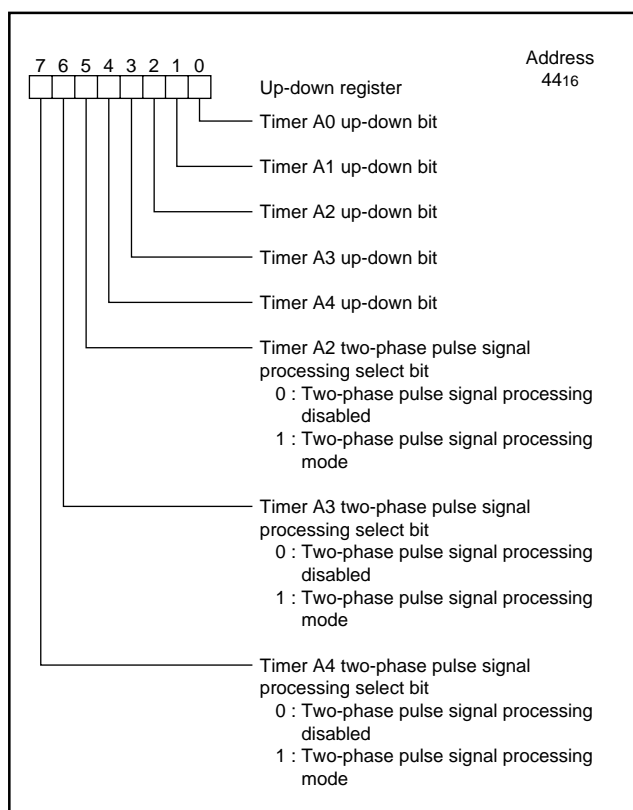 Address
4416
7 6 5 4 3 2 1 0
Up-down register
Timer A0 up-down bit
Timer A1 up-down bit
Timer A2 up-down bit
Timer A3 up-down bit
Timer A4 up-down bit
Timer A2 two-phase pulse signal
processing select bit
0 : Two-phase pulse signal processing
disabled
1 : Two-phase pulse signal processing
mode
Timer A3 two-phase pulse signal
processing select bit
0 : Two-phase pulse signal processing
disabled
1 : Two-phase pulse signal processing
mode
Timer A4 two-phase pulse signal
processing select bit
0 : Two-phase pulse signal processing
disabled
1 : Two-phase pulse signal processing
mode